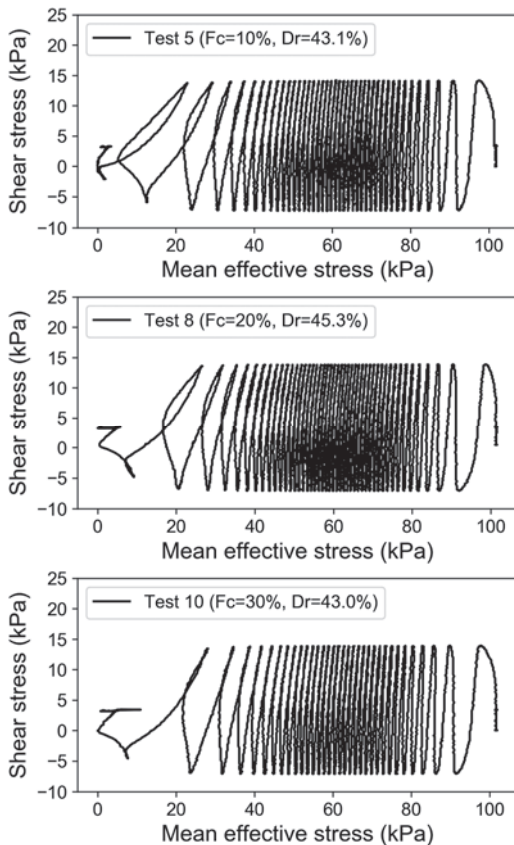 25
20
15
10
5
0
−5
−10
Shear stress (kPa)
Test 5 (Fc=10%, Dr=43.1%)
0 20 40 60 80 100
Mean effective stress (kPa)
25
20
15
10
5
0
−5
−10
Shear stress (kPa)
Test 8 (Fc=20%, Dr=45.3%)
0 20 40 60 80 100
Mean effective stress (kPa)
25
20
15
10
5
0
−5
−10
Shear stress (kPa)
Test 10 (Fc=30%, Dr=43.0%)
0 20 40 60 80 100
Mean effective stress (kPa)